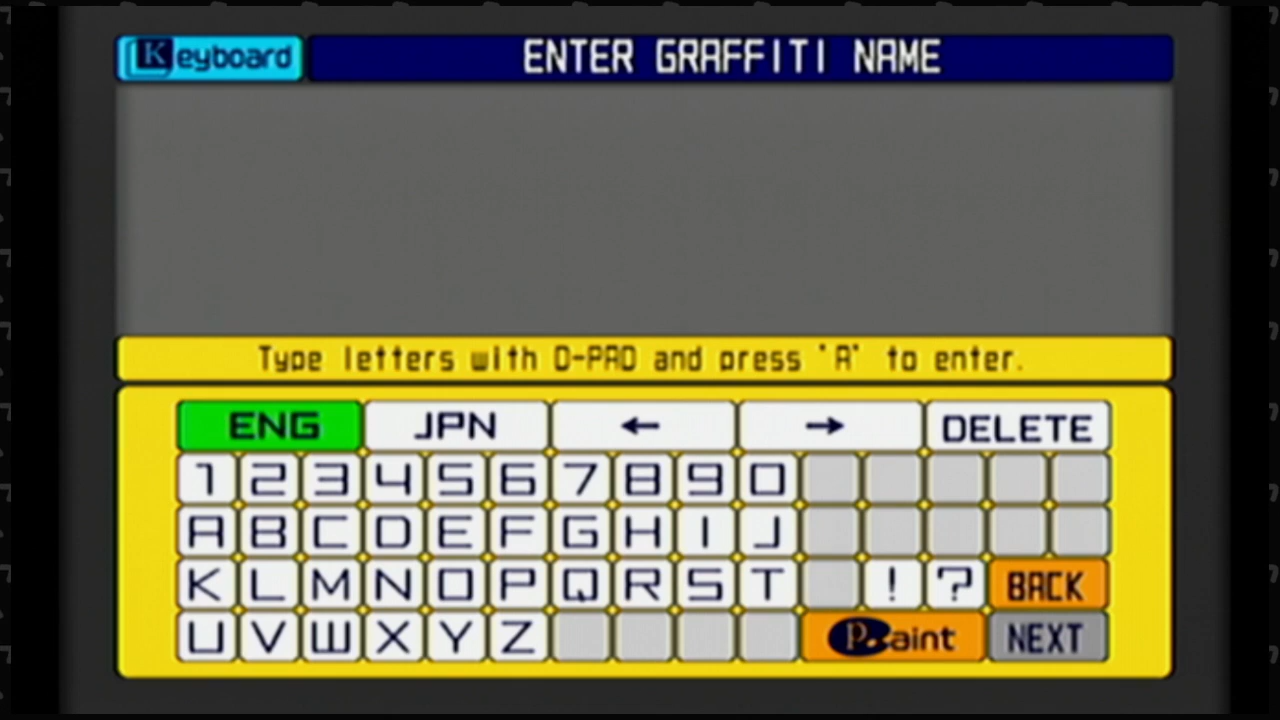 Keyboard ENTER GRAFFITI NAME
Type letters with D-PAD and press 'A' to enter.
ENG JPN ← → DELETE
1 2 3 4 5 6 7 8 9 0
A B C D E F G H I J
K L M N O P Q R S T ! ? BACK
U V W X Y Z Paint NEXT